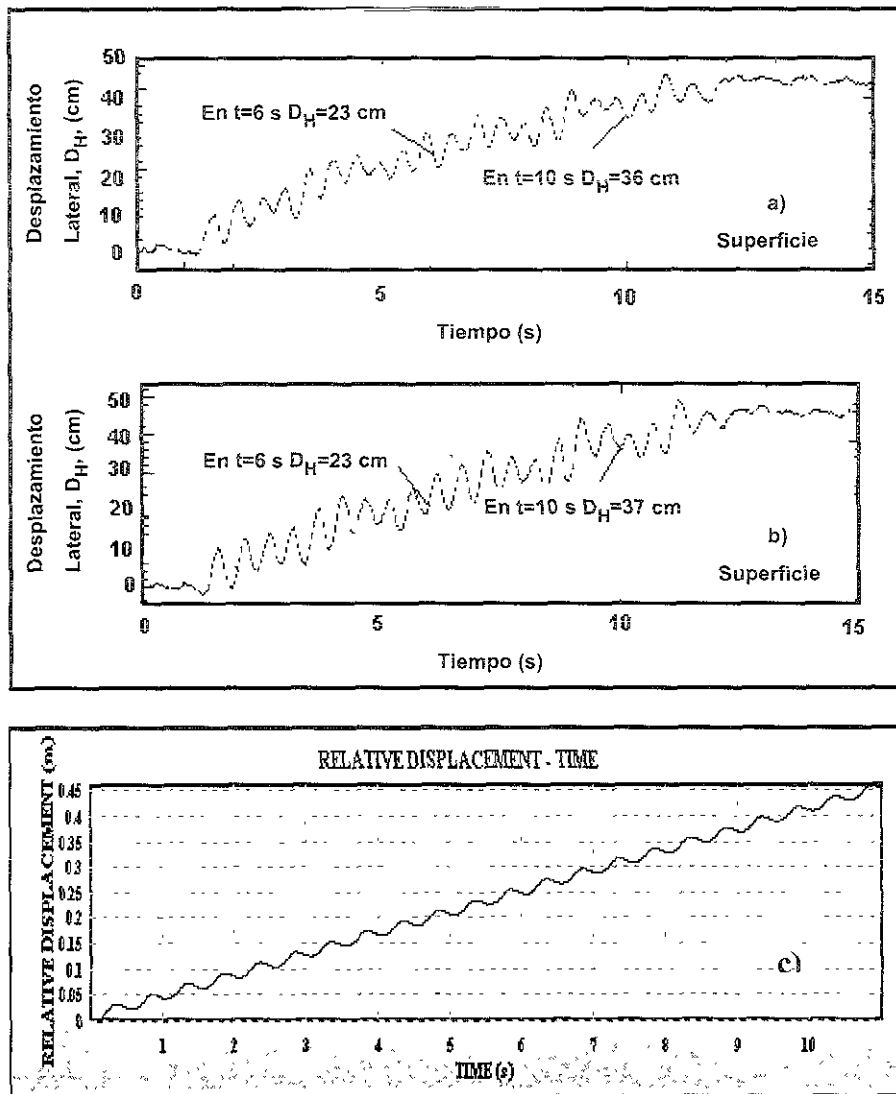 50
40
30
20
10
0
Desplazamiento
Lateral, D_H, (cm)
En t=6 s D_H=23 cm
En t=10 s D_H=36 cm
a)
Superficie
0 5 10 15
Tiempo (s)
50
40
30
20
10
0
Desplazamiento
Lateral, D_H, (cm)
En t=6 s D_H=23 cm
En t=10 s D_H=37 cm
b)
Superficie
0 5 10 15
Tiempo (s)
RELATIVE DISPLACEMENT - TIME
RELATIVE DISPLACEMENT (m)
0.45
0.4
0.35
0.3
0.25
0.2
0.15
0.1
0.05
0
c)
1 2 3 4 5 6 7 8 9 10
TIME (s)